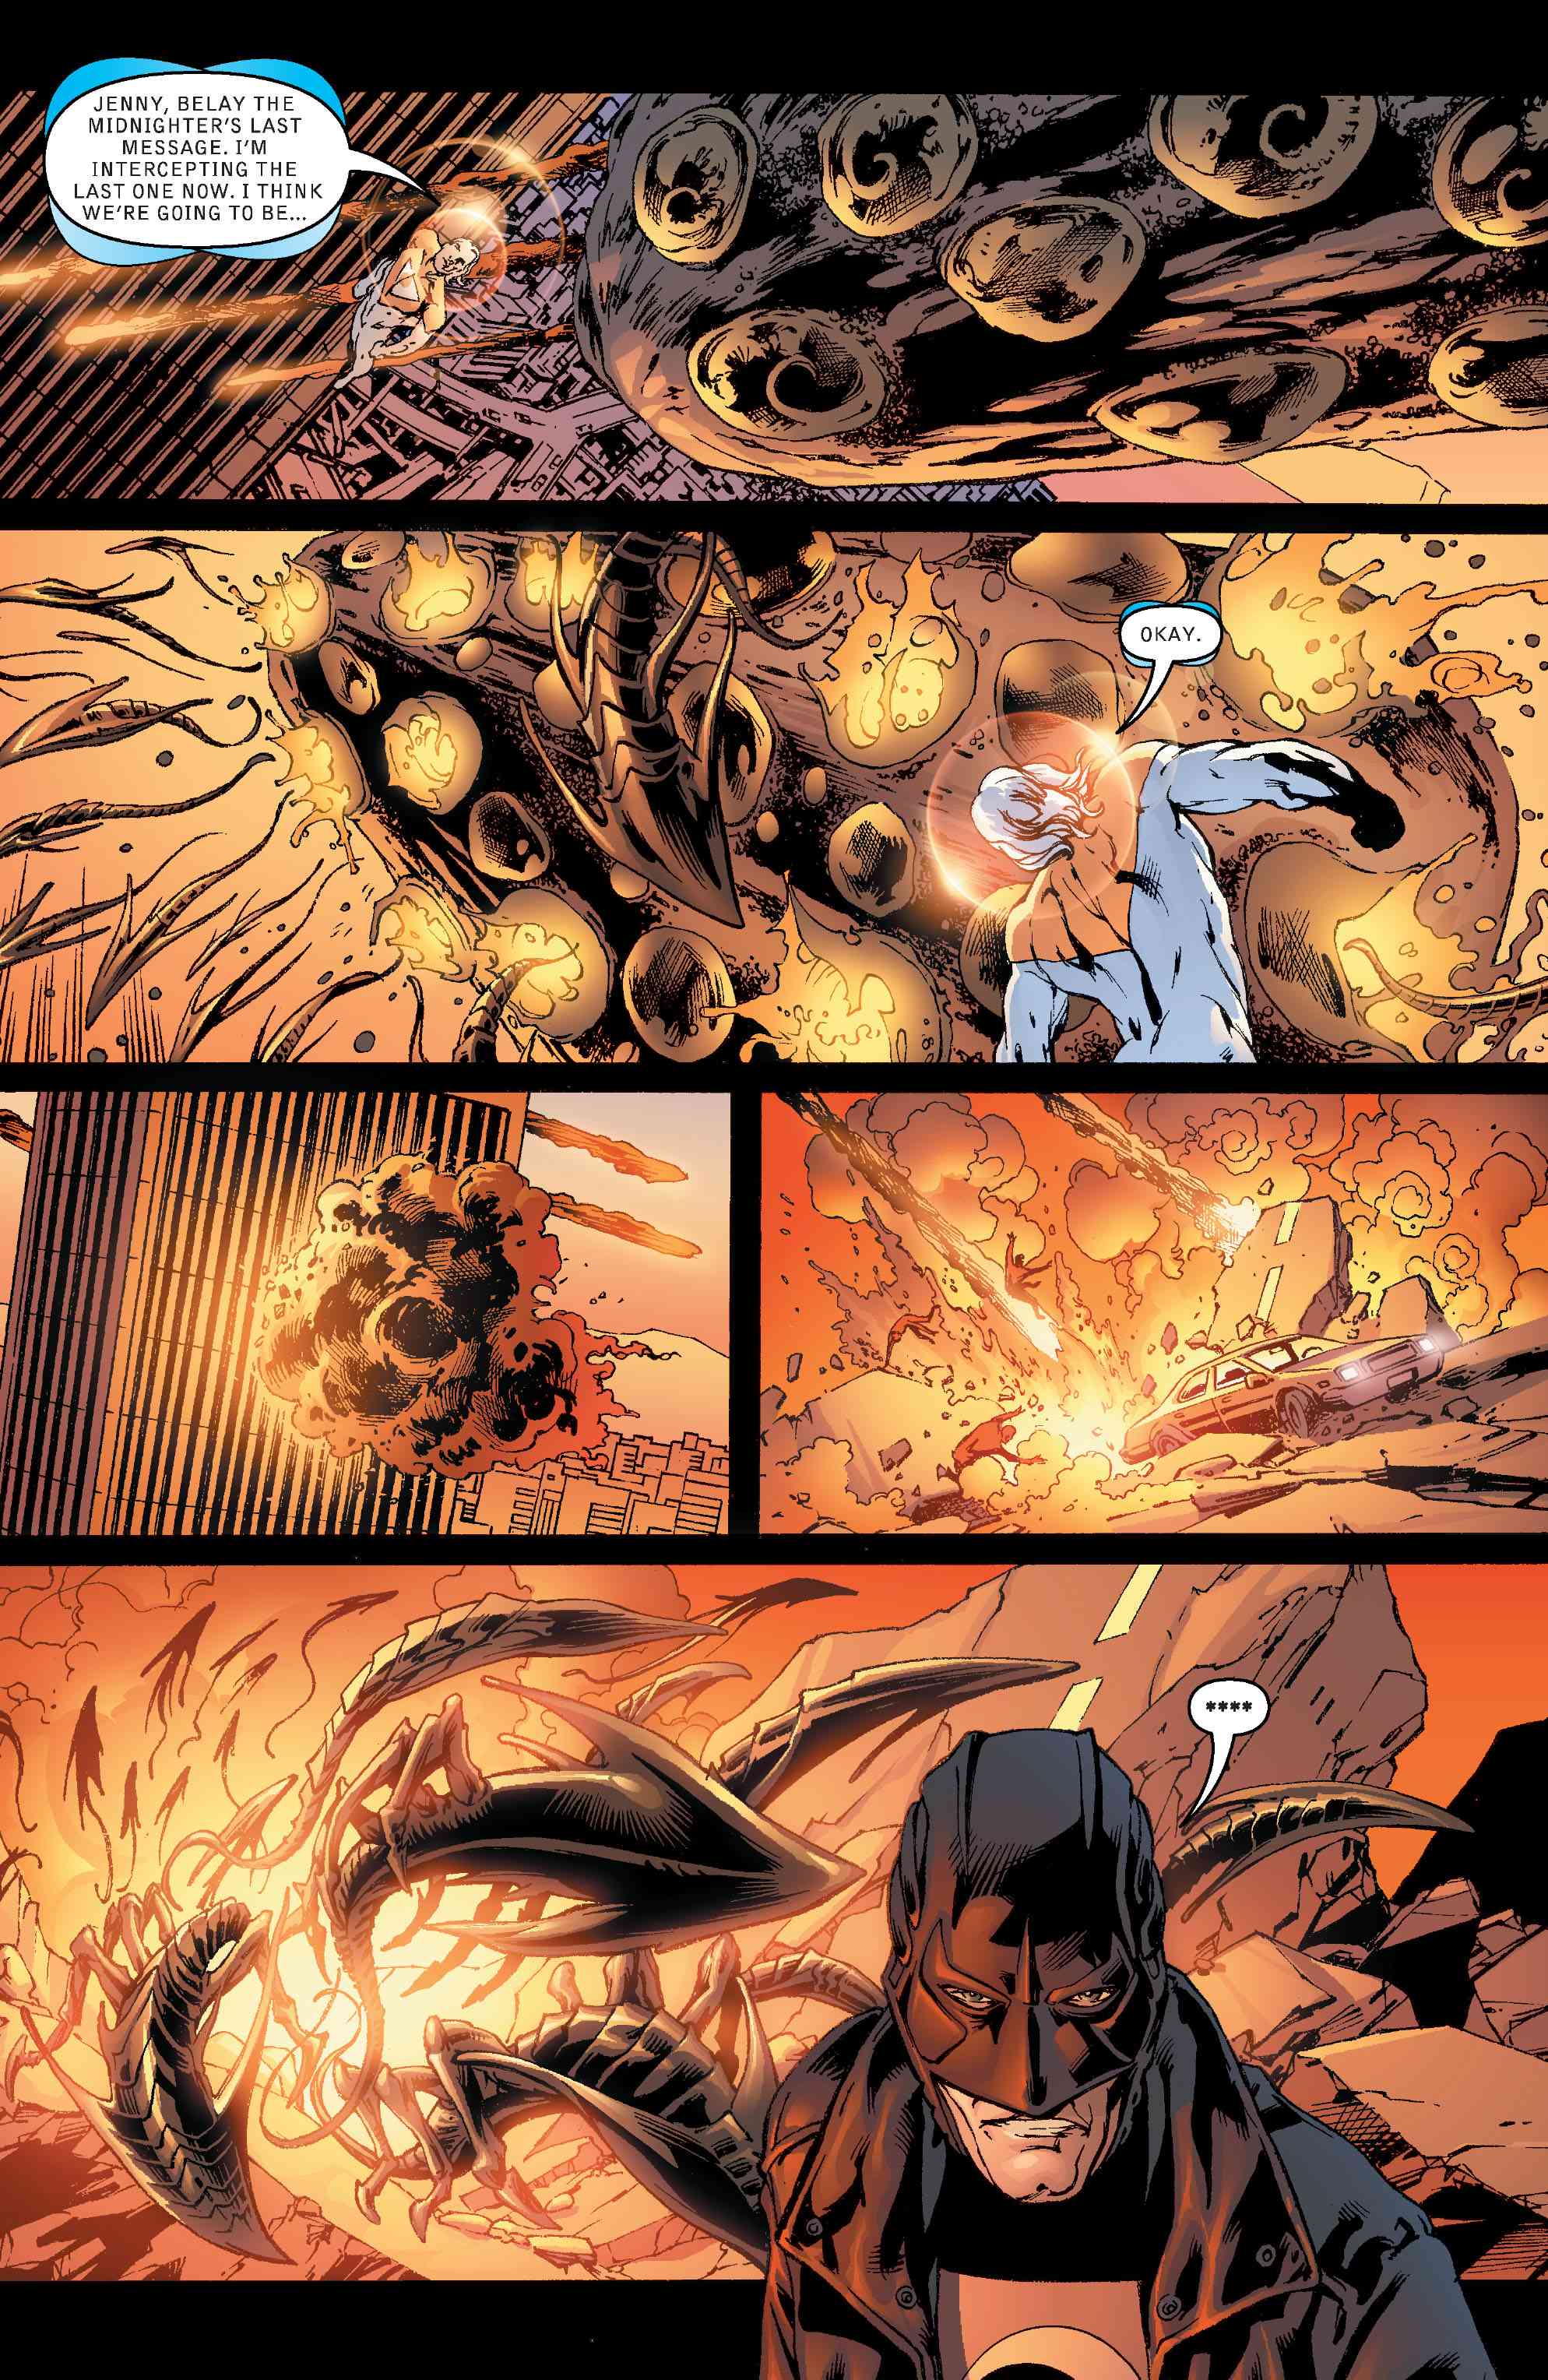 JENNY, BELAY THE
MIDNIGHTER'S LAST
MESSAGE. I'M
INTERCEPTING THE
LAST ONE NOW. I THINK
WE'RE GOING TO BE...
OKAY.
****